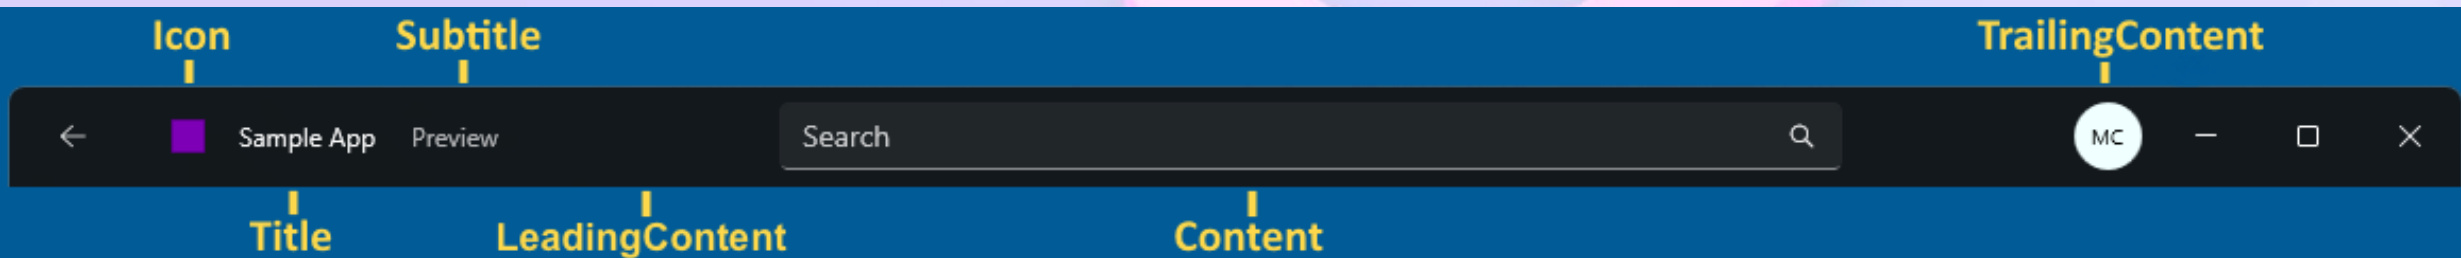 Icon Subtitle TrailingContent
Sample App Preview Search MC
Title LeadingContent Content